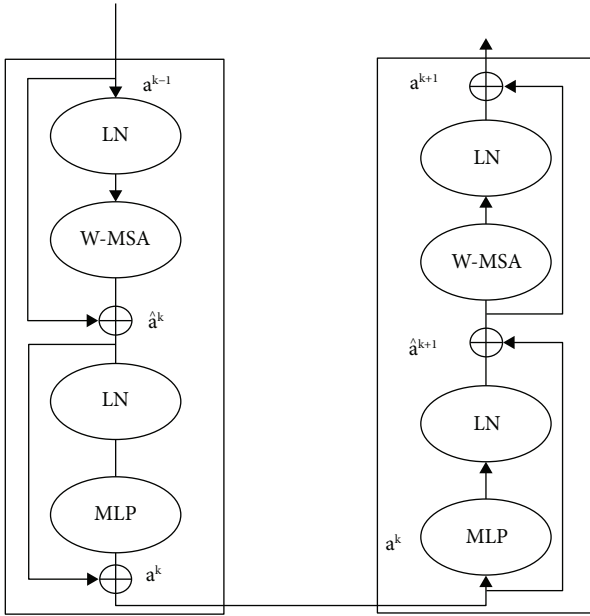 a^{k−1}
LN
W-MSA
â^{k}
LN
MLP
a^{k}
a^{k+1}
LN
W-MSA
â^{k+1}
LN
MLP
a^{k}